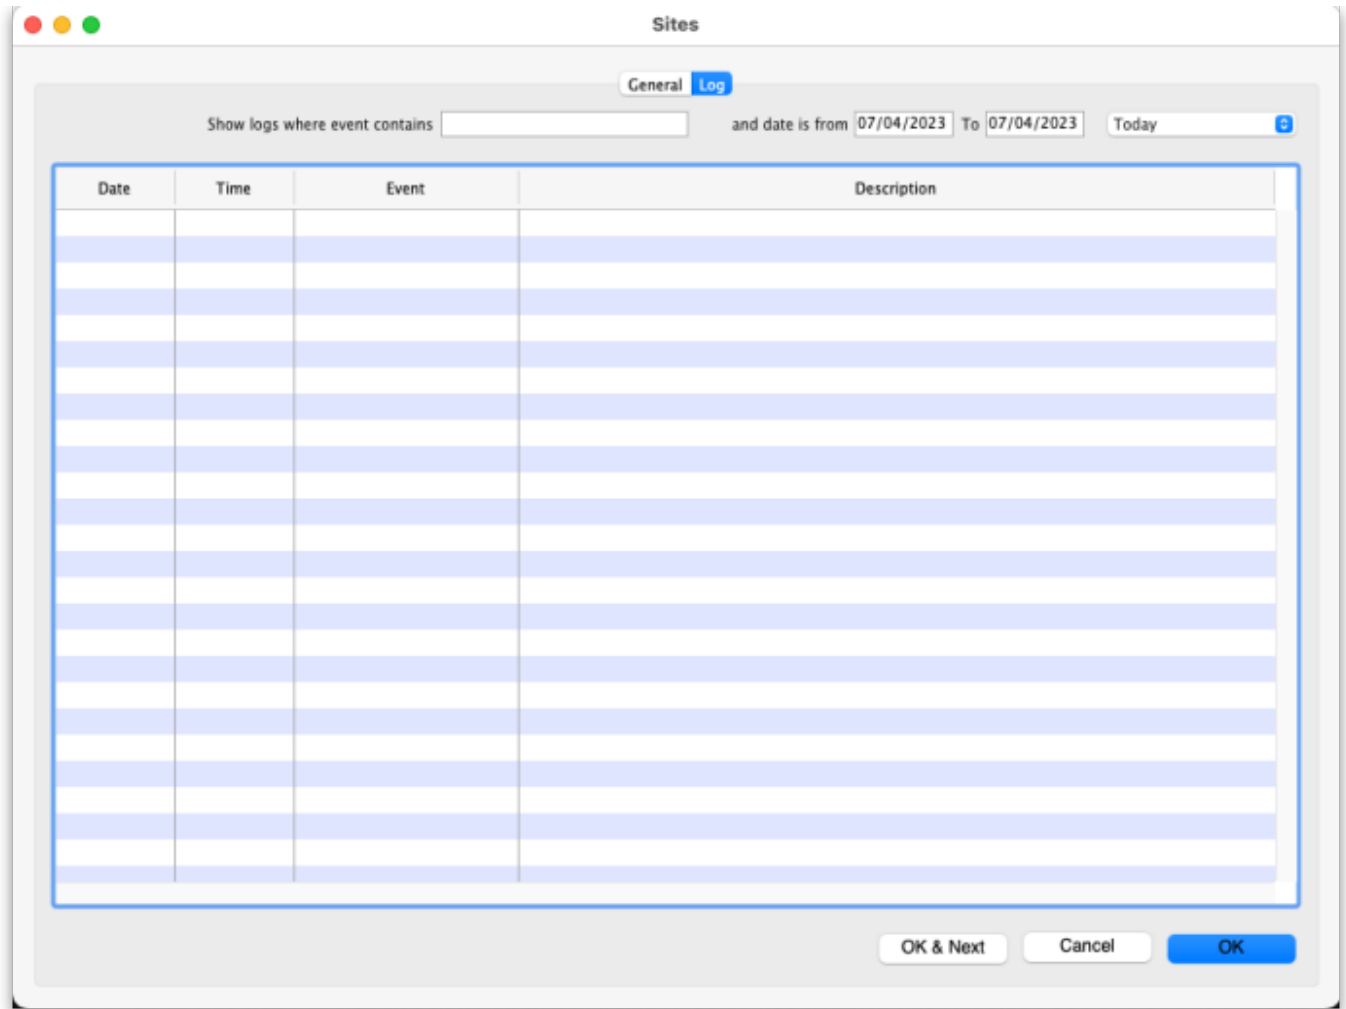 Sites
General Log
Show logs where event contains and date is from 07/04/2023 To 07/04/2023 Today
Date Time Event Description
OK & Next Cancel OK